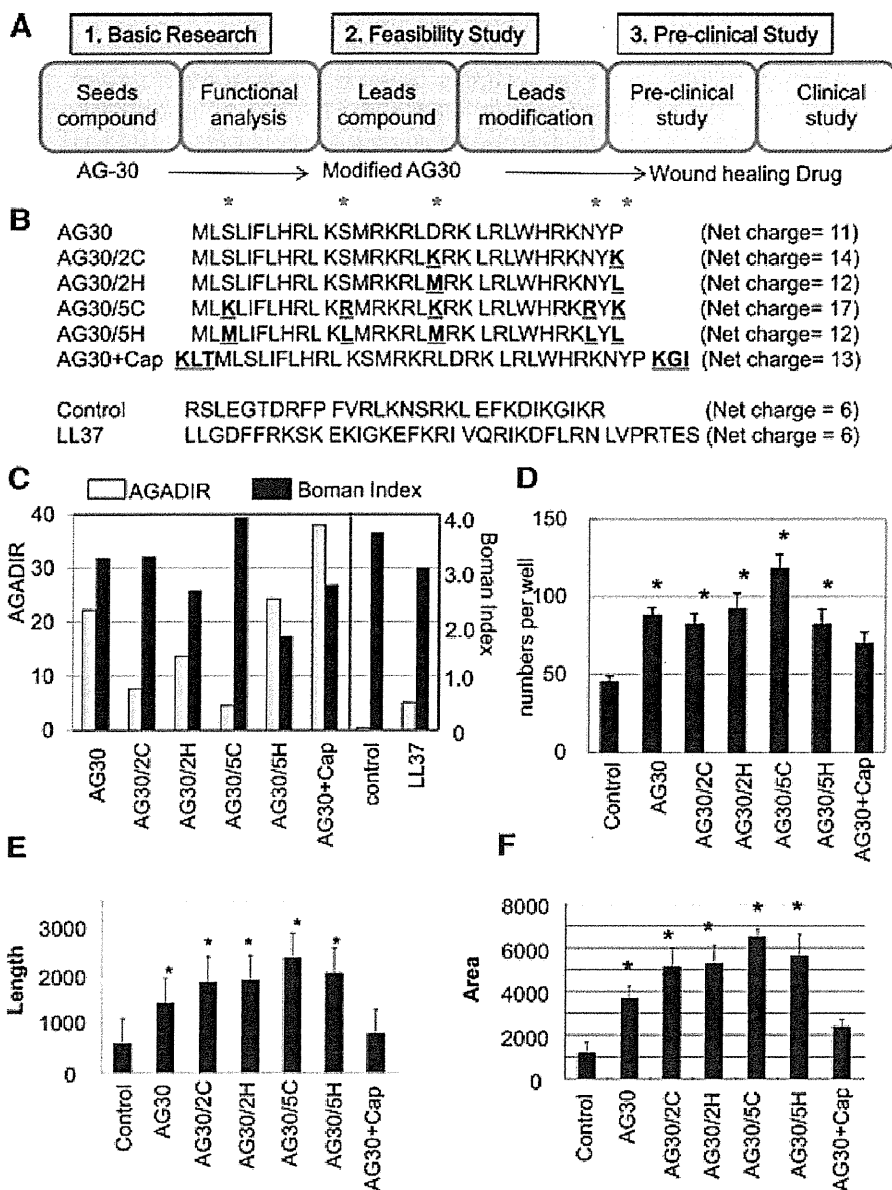 A
1. Basic Research
2. Feasibility Study
3. Pre-clinical Study
Seeds compound
Functional analysis
Leads compound
Leads modification
Pre-clinical study
Clinical study
AG-30
Modified AG30
Wound healing Drug
* * * * *
B
AG30 MLSLIFLHRL KSMRKRLDRK LRLWHRKNYP (Net charge= 11)
AG30/2C MLSLIFLHRL KSMRKRLKRK LRLWHRKNYK (Net charge= 14)
AG30/2H MLSLIFLHRL KSMRKRLMRK LRLWHRKNYL (Net charge= 12)
AG30/5C MLKLIFLHRL KRMRKRLKRK LRLWHRKRYK (Net charge= 17)
AG30/5H MLMLIFLHRL KLMRKRLMRK LRLWHRKLYL (Net charge= 12)
AG30+Cap KLTMLSLIFLHRL KSMRKRLDRK LRLWHRKNYP KGI (Net charge= 13)
Control RSLEGTDRFP FVRLKNSRKL EFKDIKGIKR (Net charge = 6)
LL37 LLGDFFRKSK EKIGKEFKRI VQRIKDFLRN LVPRTES (Net charge = 6)
C
AGADIR Boman Index
40
30
20
10
0
AGADIR
4.0
3.0
2.0
1.0
0
Boman Index
AG30
AG30/2C
AG30/2H
AG30/5C
AG30/5H
AG30+Cap
control
LL37
D
150
100
50
0
numbers per well
* * * * *
Control
AG30
AG30/2C
AG30/2H
AG30/5C
AG30/5H
AG30+Cap
E
3000
2000
1000
0
Length
* * * * *
Control
AG30
AG30/2C
AG30/2H
AG30/5C
AG30/5H
AG30+Cap
F
8000
6000
4000
2000
0
Area
* * * * *
Control
AG30
AG30/2C
AG30/2H
AG30/5C
AG30/5H
AG30+Cap